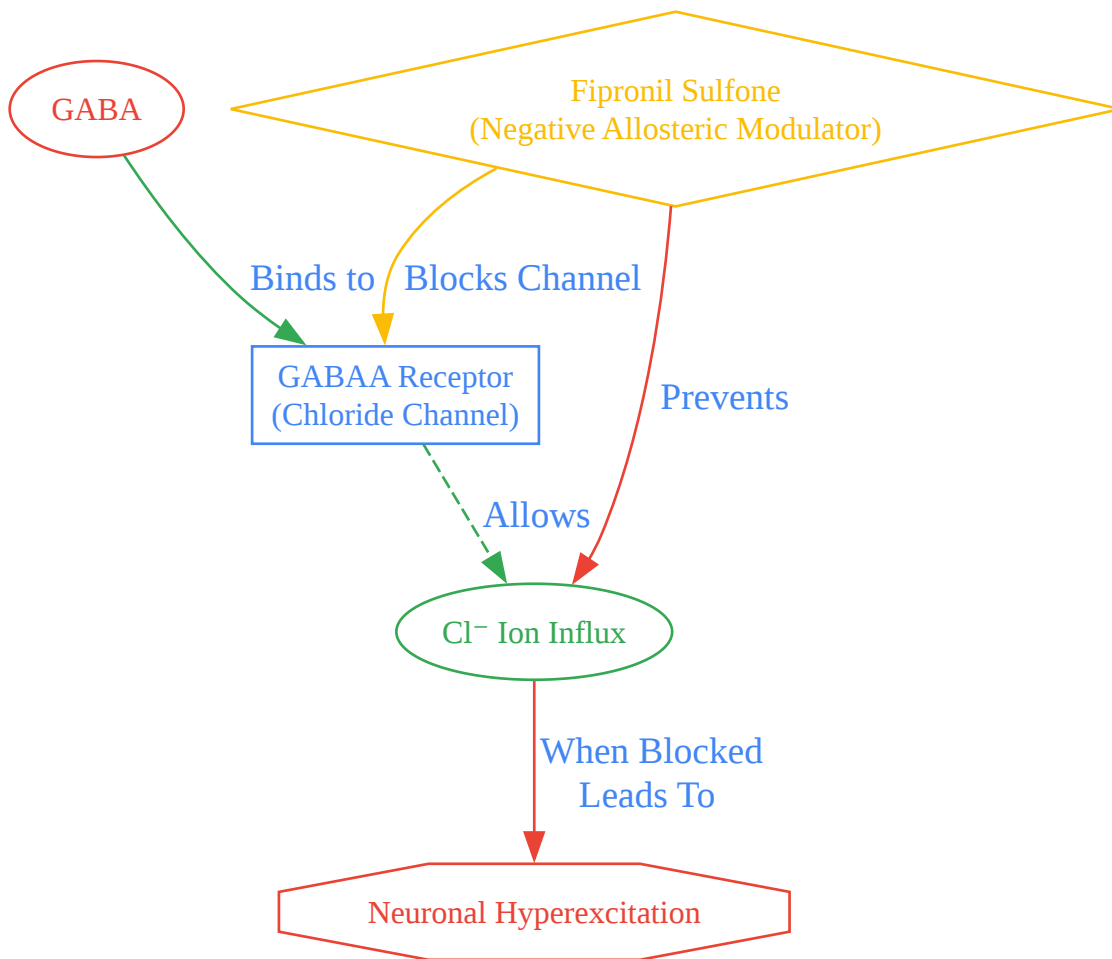 GABA
Fipronil Sulfone
(Negative Allosteric Modulator)
Binds to
Blocks Channel
GABAA Receptor
(Chloride Channel)
Prevents
Allows
Cl⁻ Ion Influx
When Blocked
Leads To
Neuronal Hyperexcitation